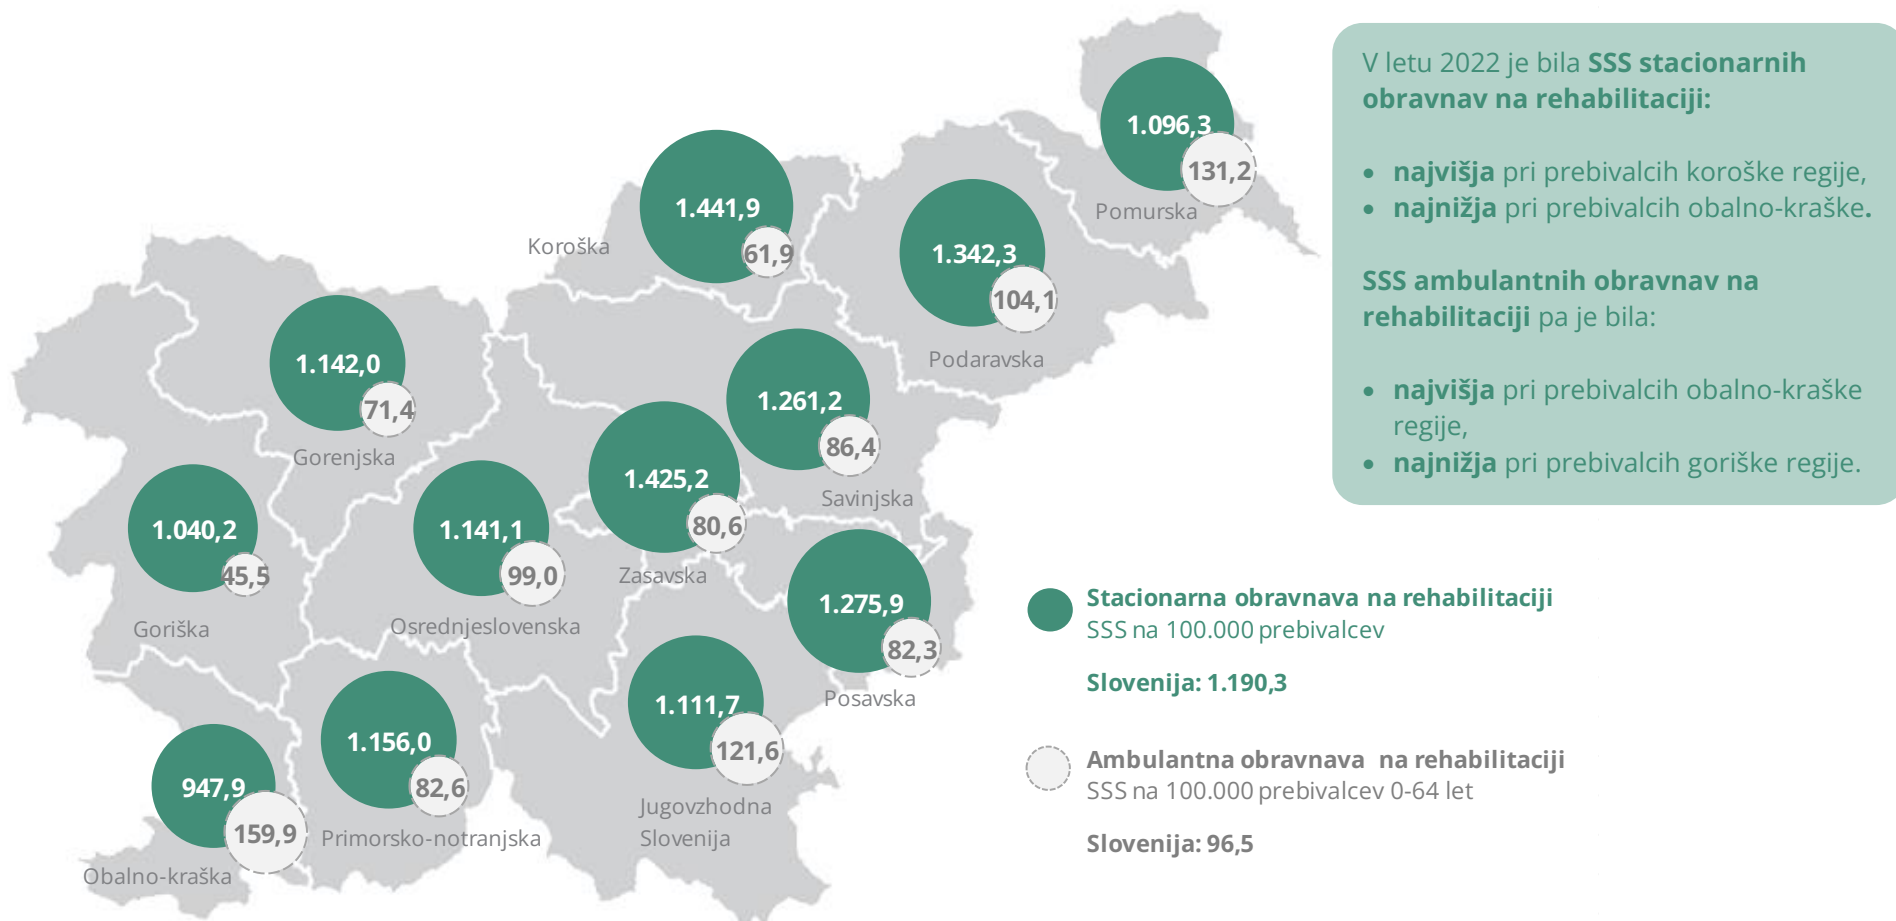 1.096,3
131,2
Pomurska
1.441,9
61,9
Koroška
1.342,3
104,1
Podaravska
1.142,0
71,4
Gorenjska
1.261,2
86,4
Savinjska
1.425,2
80,6
Zasavska
1.040,2
45,5
Goriška
1.141,1
99,0
Osrednjeslovenska
1.275,9
82,3
Posavska
1.111,7
121,6
Jugovzhodna
Slovenija
1.156,0
82,6
Primorsko-notranjska
947,9
159,9
Obalno-kraška
V letu 2022 je bila SSS stacionarnih
obravnav na rehabilitaciji:
• najvišja pri prebivalcih koroške regije,
• najnižja pri prebivalcih obalno-kraške.
SSS ambulantnih obravnav na
rehabilitaciji pa je bila:
• najvišja pri prebivalcih obalno-kraške
regije,
• najnižja pri prebivalcih goriške regije.
Stacionarna obravnava na rehabilitaciji
SSS na 100.000 prebivalcev
Slovenija: 1.190,3
Ambulantna obravnava na rehabilitaciji
SSS na 100.000 prebivalcev 0-64 let
Slovenija: 96,5